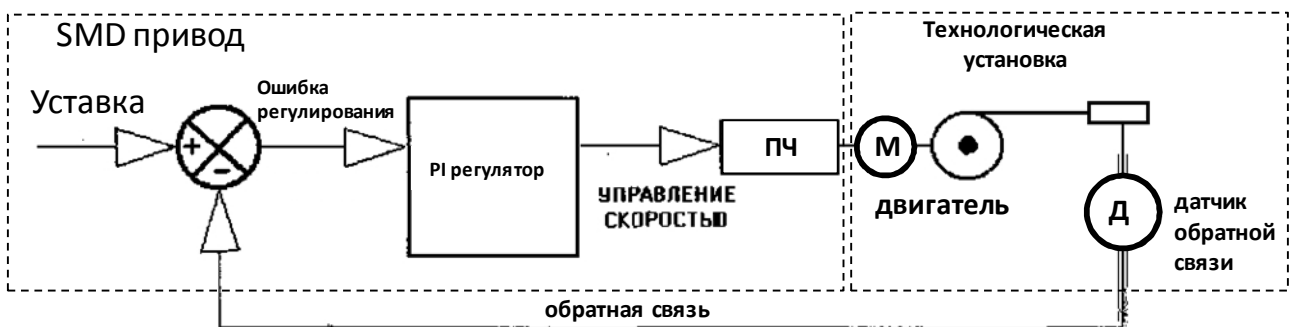 SMD привод
Технологическая
установка
Уставка
Ошибка
регулирования
+
-
PI регулятор
УПРАВЛЕНИЕ
СКОРОСТЬЮ
ПЧ
М
двигатель
Д
датчик
обратной
связи
обратная связь